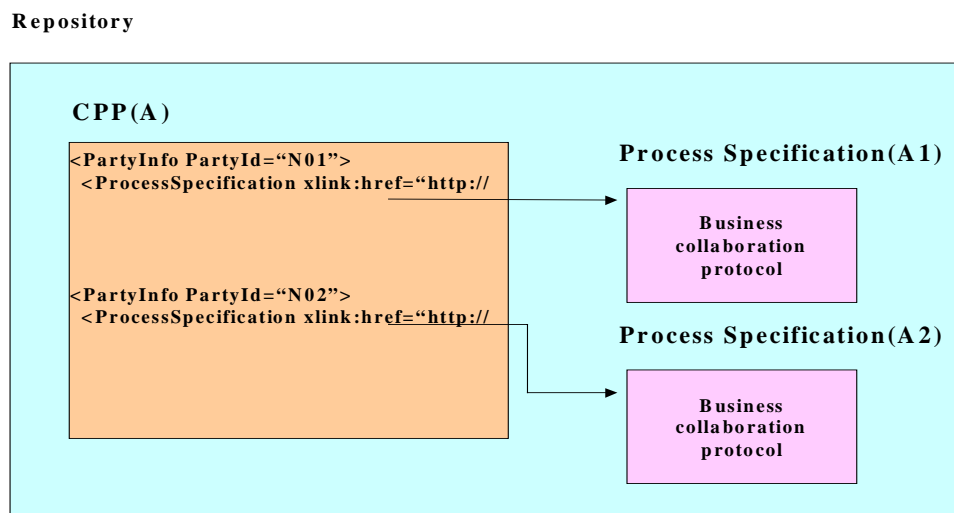 Repository
CPP(A)
<PartyInfo PartyId=“N01”>
<ProcessSpecification xlink:href=“http://
<PartyInfo PartyId=“N02”>
<ProcessSpecification xlink:href=“http://
Process Specification(A1)
Business
collaboration
protocol
Process Specification(A2)
Business
collaboration
protocol